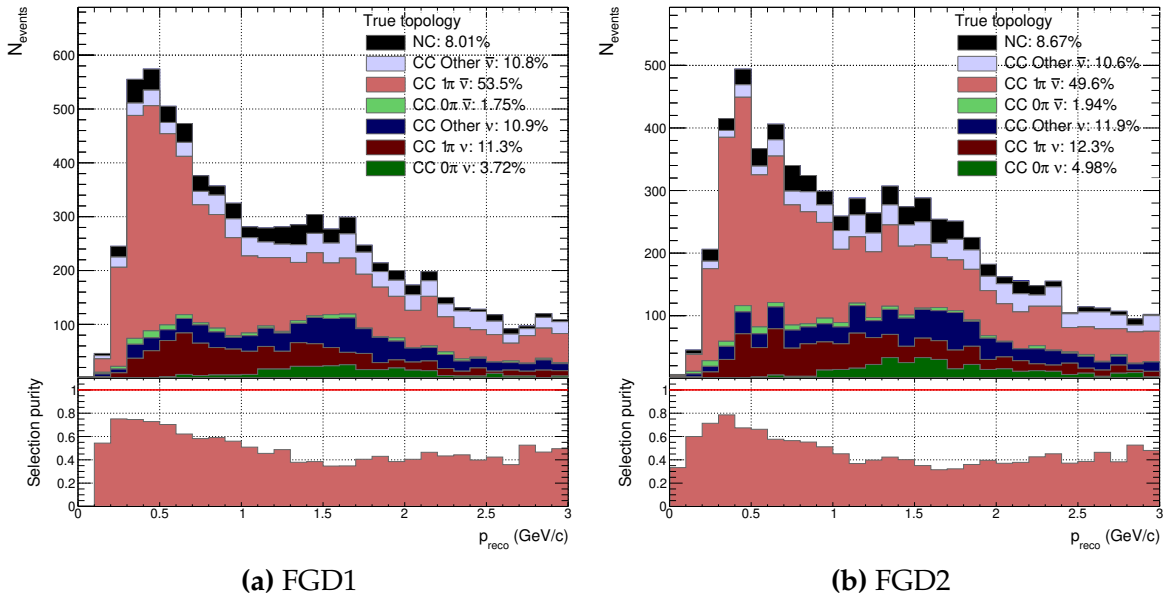 N_events
600
500
400
300
200
100
True topology
NC: 8.01%
CC Other ν̄: 10.8%
CC 1π ν̄: 53.5%
CC 0π ν̄: 1.75%
CC Other ν: 10.9%
CC 1π ν: 11.3%
CC 0π ν: 3.72%
Selection purity
1
0.8
0.6
0.4
0.2
0
0 0.5 1 1.5 2 2.5 3
p_reco (GeV/c)
(a) FGD1
N_events
500
400
300
200
100
True topology
NC: 8.67%
CC Other ν̄: 10.6%
CC 1π ν̄: 49.6%
CC 0π ν̄: 1.94%
CC Other ν: 11.9%
CC 1π ν: 12.3%
CC 0π ν: 4.98%
Selection purity
1
0.8
0.6
0.4
0.2
0
0 0.5 1 1.5 2 2.5 3
p_reco (GeV/c)
(b) FGD2